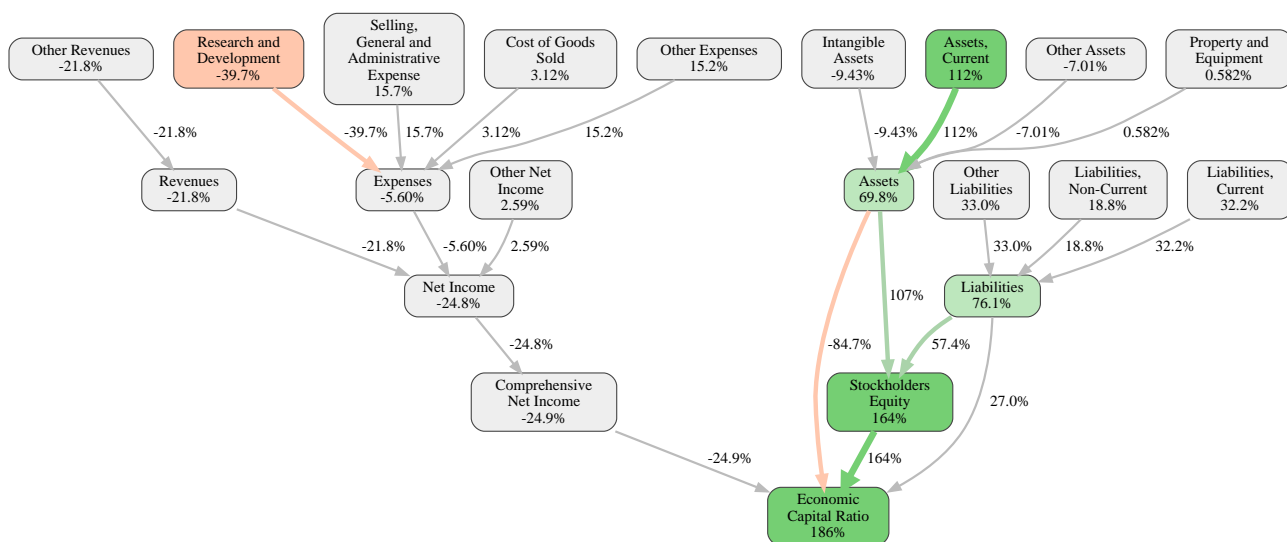 Other Revenues
-21.8%
Research and
Development
-39.7%
Selling,
General and
Administrative
Expense
15.7%
Cost of Goods
Sold
3.12%
Other Expenses
15.2%
Intangible
Assets
-9.43%
Assets,
Current
112%
Other Assets
-7.01%
Property and
Equipment
0.582%
-21.8%
-39.7%
15.7%
3.12%
15.2%
-9.43%
112%
-7.01%
0.582%
Revenues
-21.8%
Expenses
-5.60%
Other Net
Income
2.59%
Assets
69.8%
Other
Liabilities
33.0%
Liabilities,
Non-Current
18.8%
Liabilities,
Current
32.2%
-21.8%
-5.60%
2.59%
33.0%
18.8%
32.2%
Net Income
-24.8%
Liabilities
76.1%
107%
-24.8%
-84.7%
57.4%
Comprehensive
Net Income
-24.9%
Stockholders
Equity
164%
27.0%
-24.9%
164%
Economic
Capital Ratio
186%